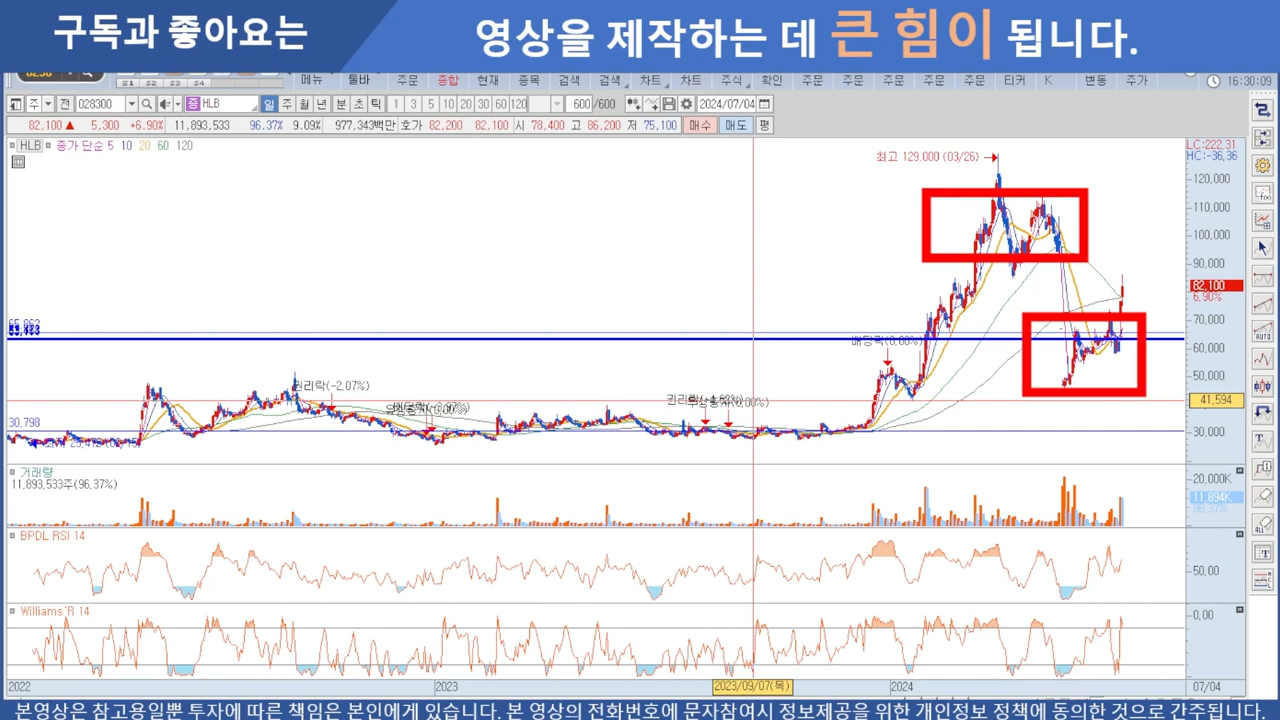 구독과 좋아요는
영상을 제작하는 데 큰 힘이 됩니다.
메뉴 툴바 주문 종합 현재 종목 검색 검색 차트 차트 주식 확인 주문 주문 주문 주문 주문 티커 K 변동 주가 16:30:09
주 전 028300 증 HLB 일 주 월 년 분 초 틱 1 3 5 10 20 30 60 120 600 /600 2024/07/04
82,100 ▲ 5,300 +6.90% 11,893,533 96.37% 9.09% 977,343백만 호가 82,200 82,100 시 78,400 고 86,200 저 75,100 매수 매도 평
HLB 종가 단순 5 10 20 60 120
LC:222,31
HC:-36,36
최고 129,000 (03/26)
120,000
110,000
100,000
90,000
82,100
6,90%
70,000
65,862
60,000
배당락(0,00%)
50,000
권리락(-2,07%)
41,594
30,798
30,000
거래량
11,893,533주(96,37%)
20,000K
11,894K
96,37%
BPDL RSI 14
50,00
Williams'R 14
0,00
2022 2023 2023/09/07(목) 2024 07/04
본영상은 참고용일뿐 투자에 따른 책임은 본인에게 있습니다. 본 영상의 전화번호에 문자참여시 정보제공을 위한 개인정보 정책에 동의한 것으로 간주됩니다.